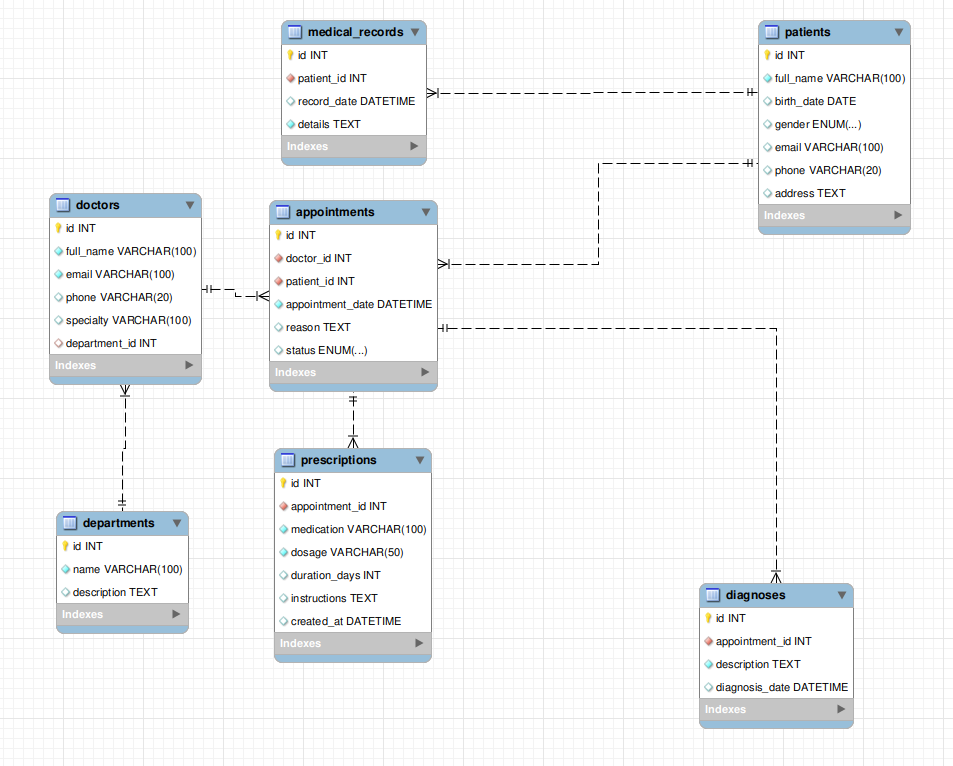 medical_records
id INT
patient_id INT
record_date DATETIME
details TEXT
Indexes
patients
id INT
full_name VARCHAR(100)
birth_date DATE
gender ENUM(...)
email VARCHAR(100)
phone VARCHAR(20)
address TEXT
Indexes
doctors
id INT
full_name VARCHAR(100)
email VARCHAR(100)
phone VARCHAR(20)
specialty VARCHAR(100)
department_id INT
Indexes
appointments
id INT
doctor_id INT
patient_id INT
appointment_date DATETIME
reason TEXT
status ENUM(...)
Indexes
prescriptions
id INT
appointment_id INT
medication VARCHAR(100)
dosage VARCHAR(50)
duration_days INT
instructions TEXT
created_at DATETIME
Indexes
departments
id INT
name VARCHAR(100)
description TEXT
Indexes
diagnoses
id INT
appointment_id INT
description TEXT
diagnosis_date DATETIME
Indexes